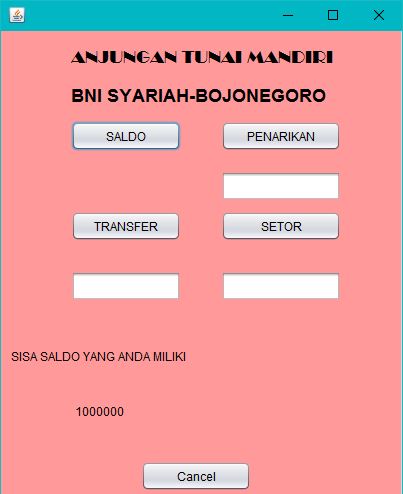 ANJUNGAN TUNAI MANDIRI
BNI SYARIAH-BOJONEGORO
SALDO PENARIKAN
TRANSFER SETOR
SISA SALDO YANG ANDA MILIKI
1000000
Cancel